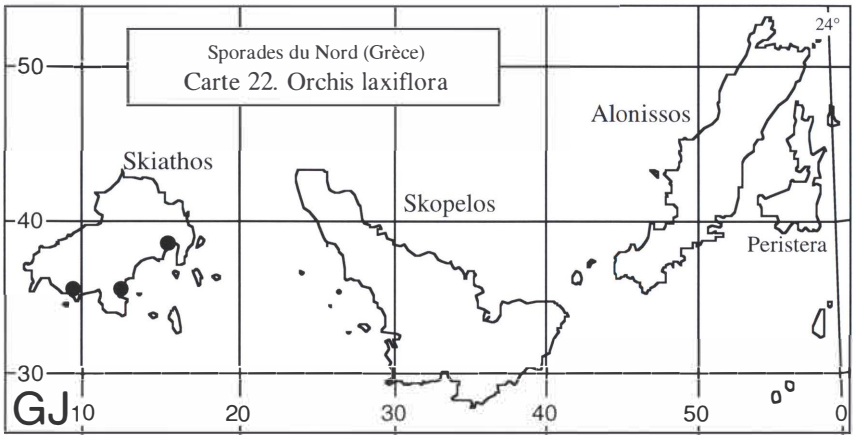 24°
Sporades du Nord (Grèce)
50
Carte 22. Orchis laxiflora
Alonissos
Skiathos
Skopelos
40
Peristera
30
GJ10 20 30 40 50 0